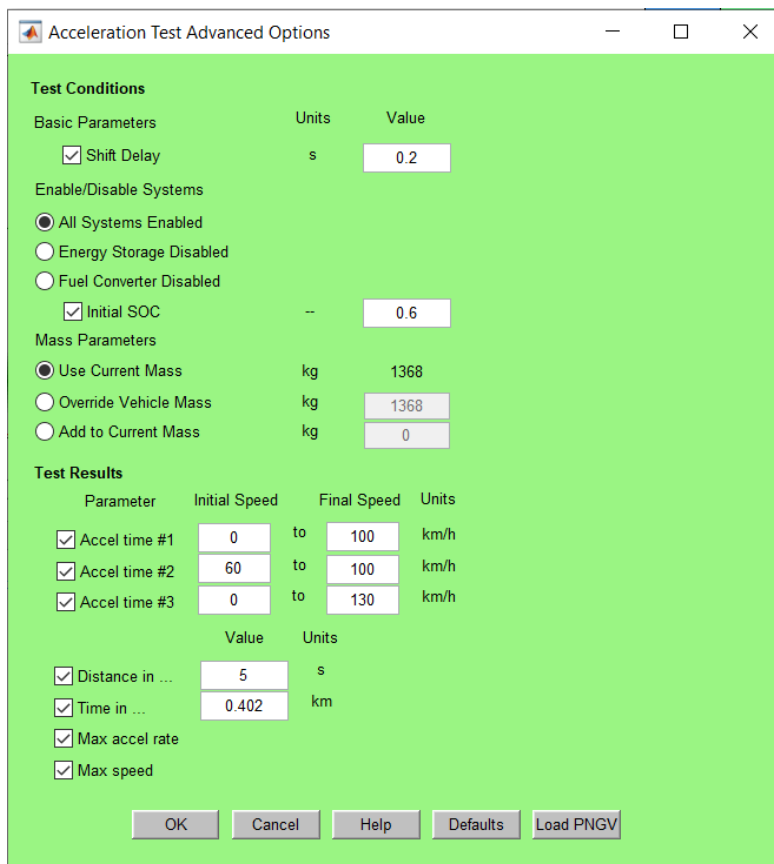 Acceleration Test Advanced Options
Test Conditions
Basic Parameters Units Value
Shift Delay s 0.2
Enable/Disable Systems
All Systems Enabled
Energy Storage Disabled
Fuel Converter Disabled
Initial SOC -- 0.6
Mass Parameters
Use Current Mass kg 1368
Override Vehicle Mass kg 1368
Add to Current Mass kg 0
Test Results
Parameter Initial Speed Final Speed Units
Accel time #1 0 to 100 km/h
Accel time #2 60 to 100 km/h
Accel time #3 0 to 130 km/h
Value Units
Distance in ... 5 s
Time in ... 0.402 km
Max accel rate
Max speed
OK Cancel Help Defaults Load PNGV